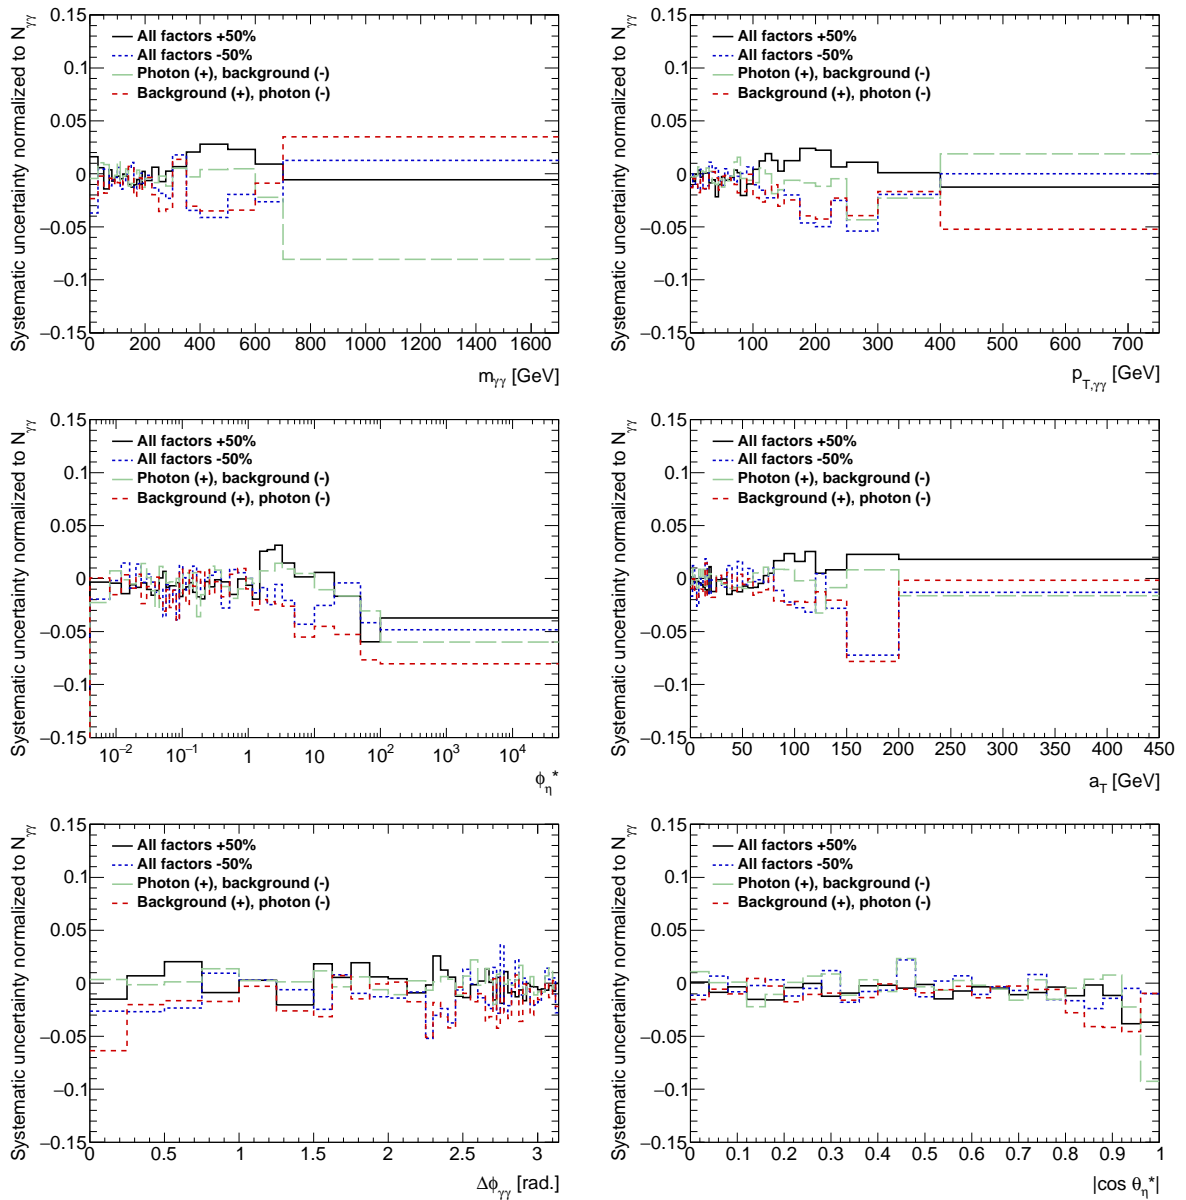 Systematic uncertainty normalized to Nγγ
0.15
0.1
0.05
0
−0.05
−0.1
−0.15
All factors +50%
All factors -50%
Photon (+), background (-)
Background (+), photon (-)
0 200 400 600 800 1000 1200 1400 1600
mγγ [GeV]
Systematic uncertainty normalized to Nγγ
0.15
0.1
0.05
0
−0.05
−0.1
−0.15
All factors +50%
All factors -50%
Photon (+), background (-)
Background (+), photon (-)
0 100 200 300 400 500 600 700
pT,γγ [GeV]
Systematic uncertainty normalized to Nγγ
0.15
0.1
0.05
0
−0.05
−0.1
−0.15
All factors +50%
All factors -50%
Photon (+), background (-)
Background (+), photon (-)
10⁻² 10⁻¹ 1 10 10² 10³ 10⁴
ϕη*
Systematic uncertainty normalized to Nγγ
0.15
0.1
0.05
0
−0.05
−0.1
−0.15
All factors +50%
All factors -50%
Photon (+), background (-)
Background (+), photon (-)
0 50 100 150 200 250 300 350 400 450
aT [GeV]
Systematic uncertainty normalized to Nγγ
0.15
0.1
0.05
0
−0.05
−0.1
−0.15
All factors +50%
All factors -50%
Photon (+), background (-)
Background (+), photon (-)
0 0.5 1 1.5 2 2.5 3
Δϕγγ [rad.]
Systematic uncertainty normalized to Nγγ
0.15
0.1
0.05
0
−0.05
−0.1
−0.15
All factors +50%
All factors -50%
Photon (+), background (-)
Background (+), photon (-)
0 0.1 0.2 0.3 0.4 0.5 0.6 0.7 0.8 0.9 1
|cos θη*|